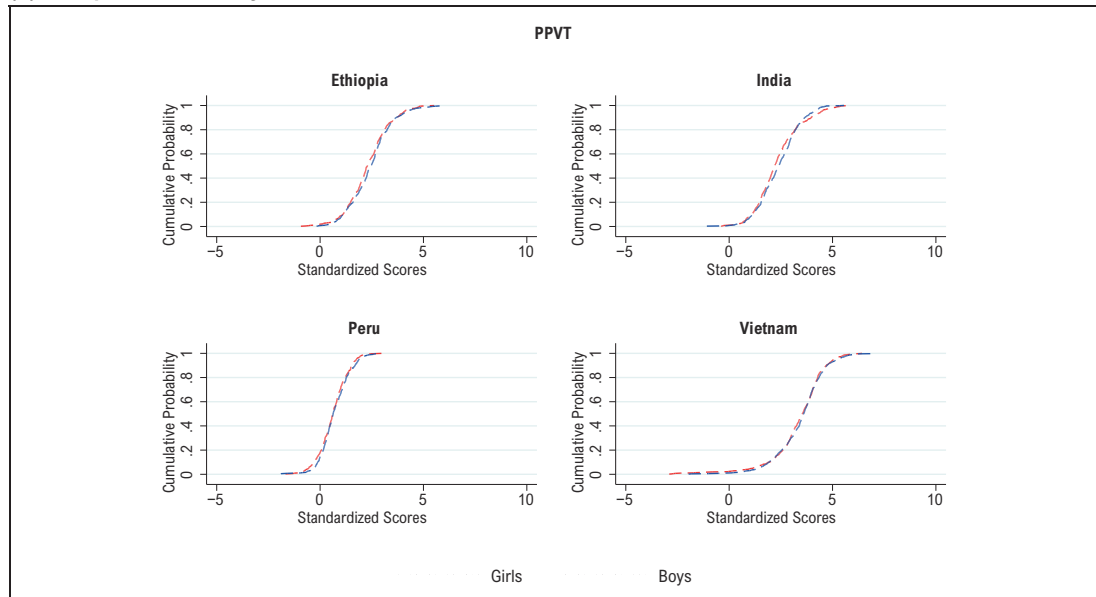 PPVT
Ethiopia
Cumulative Probability
1
.8
.6
.4
.2
0
−5 0 5 10
Standardized Scores
India
Cumulative Probability
1
.8
.6
.4
.2
0
−5 0 5 10
Standardized Scores
Peru
Cumulative Probability
1
.8
.6
.4
.2
0
−5 0 5 10
Standardized Scores
Vietnam
Cumulative Probability
1
.8
.6
.4
.2
0
−5 0 5 10
Standardized Scores
Girls Boys